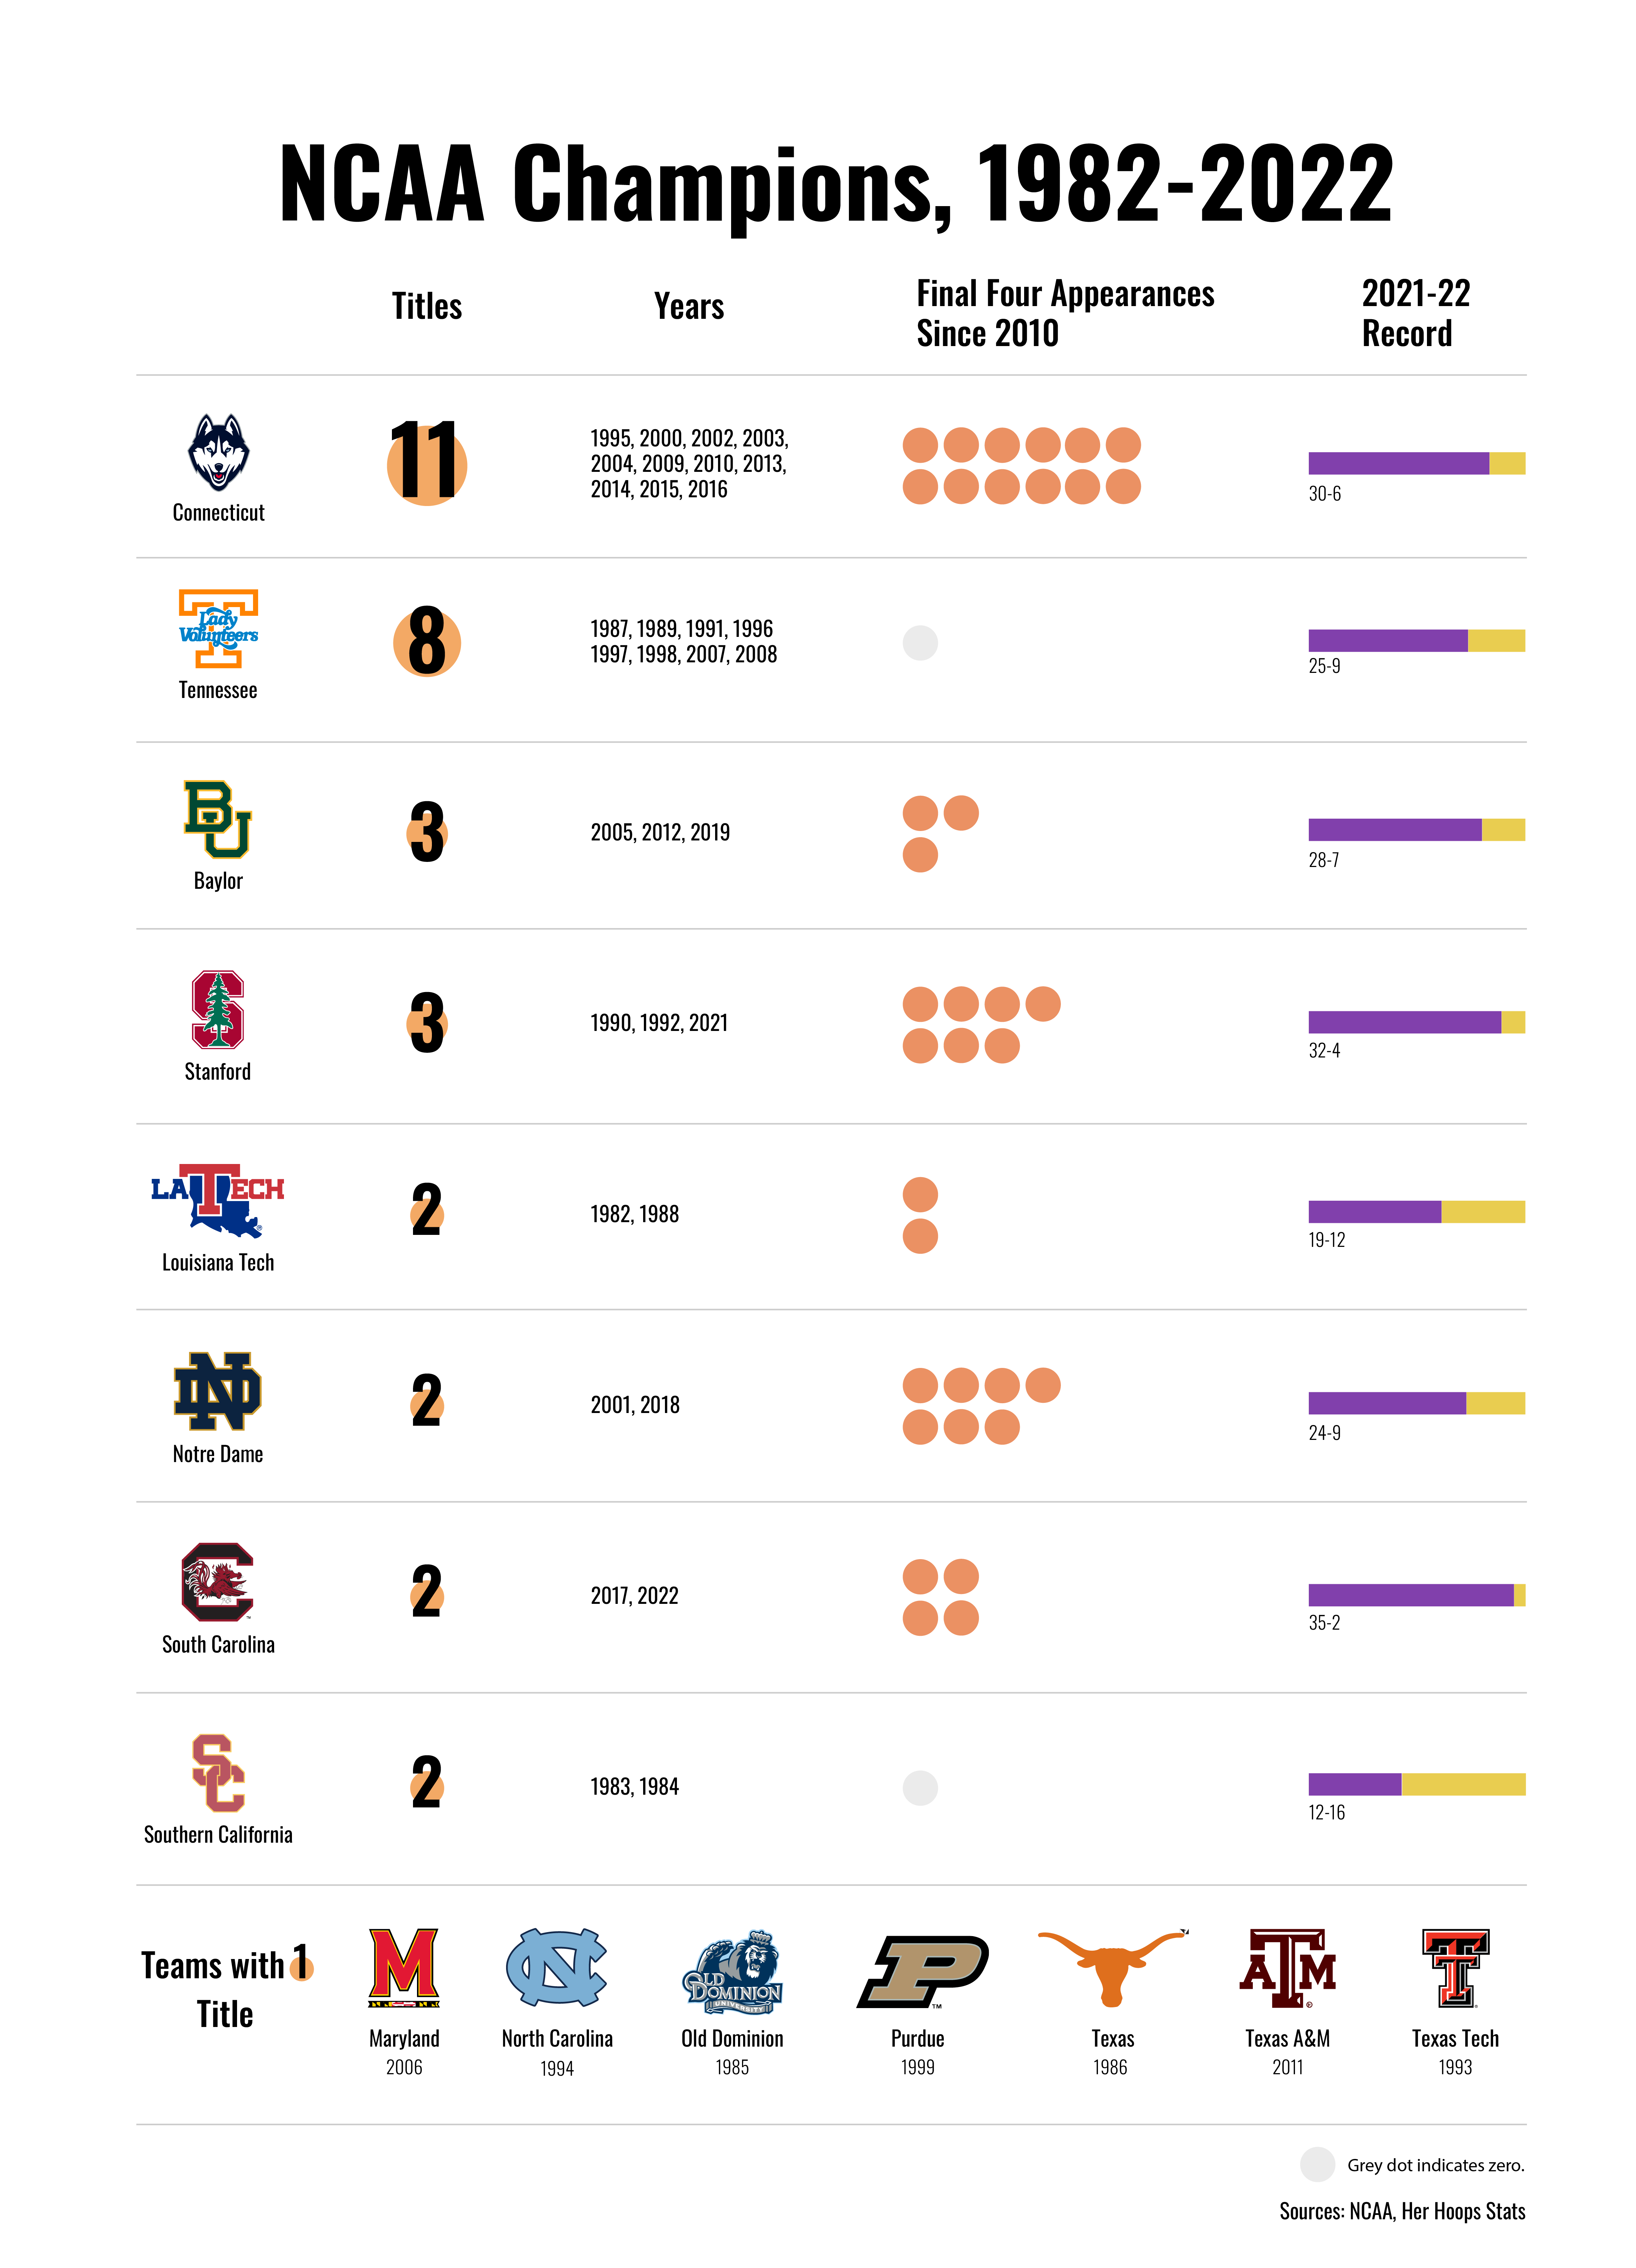 NCAA Champions, 1982-2022
Titles
Years
Final Four Appearances
Since 2010
2021-22
Record
Connecticut
11
1995, 2000, 2002, 2003,
2004, 2009, 2010, 2013,
2014, 2015, 2016
30-6
Lady
Volunteers
Tennessee
8
1987, 1989, 1991, 1996
1997, 1998, 2007, 2008
25-9
BU
Baylor
3
2005, 2012, 2019
28-7
S
Stanford
3
1990, 1992, 2021
32-4
LA TECH
®
Louisiana Tech
2
1982, 1988
19-12
ND
Notre Dame
2
2001, 2018
24-9
C
South Carolina
2
2017, 2022
35-2
SC
Southern California
2
1983, 1984
12-16
Teams with 1
Title
M
Maryland
2006
NC
North Carolina
1994
OLD
DOMINION
UNIVERSITY
Old Dominion
1985
P
TM
Purdue
1999
Texas
1986
ATM
®
Texas A&M
2011
T
Texas Tech
1993
Grey dot indicates zero.
Sources: NCAA, Her Hoops Stats